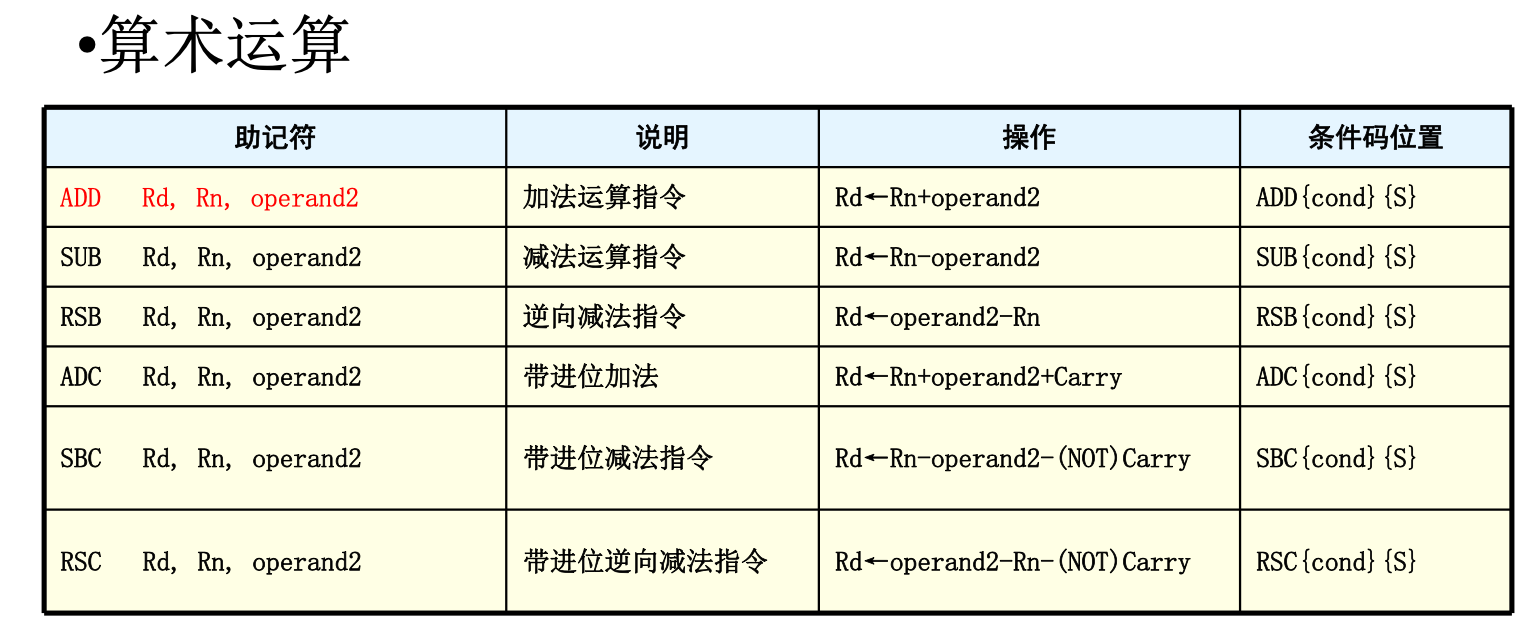 •算术运算
助记符 说明 操作 条件码位置
ADD Rd, Rn, operand2 加法运算指令 Rd←Rn+operand2 ADD{cond}{S}
SUB Rd, Rn, operand2 减法运算指令 Rd←Rn-operand2 SUB{cond}{S}
RSB Rd, Rn, operand2 逆向减法指令 Rd←operand2-Rn RSB{cond}{S}
ADC Rd, Rn, operand2 带进位加法 Rd←Rn+operand2+Carry ADC{cond}{S}
SBC Rd, Rn, operand2 带进位减法指令 Rd←Rn-operand2-(NOT)Carry SBC{cond}{S}
RSC Rd, Rn, operand2 带进位逆向减法指令 Rd←operand2-Rn-(NOT)Carry RSC{cond}{S}